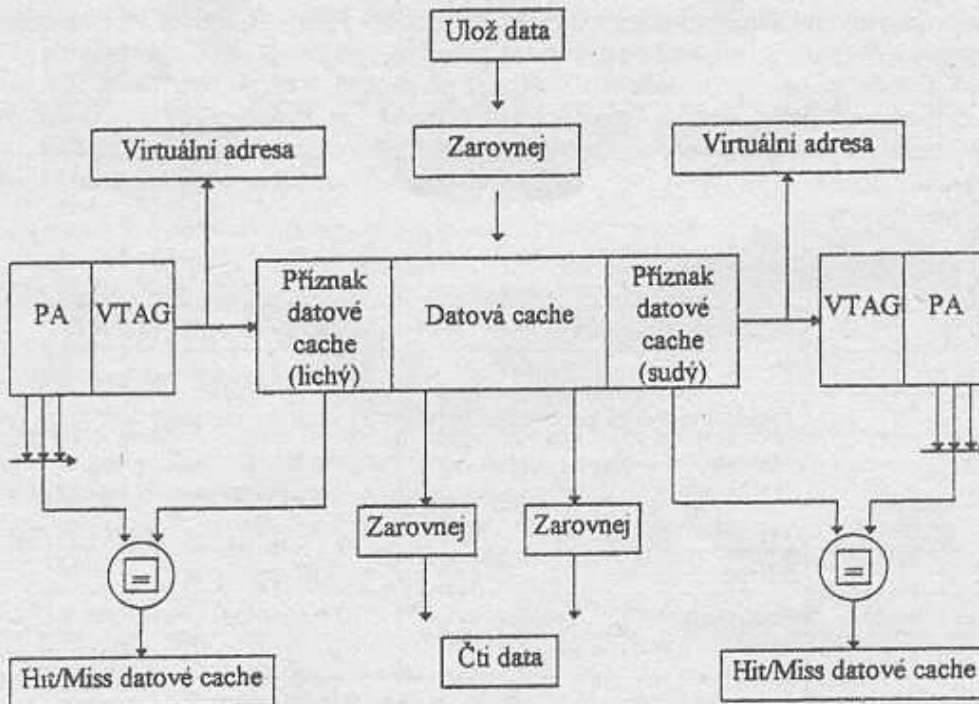 Ulož data
Zarovnej
Virtuální adresa
Virtuální adresa
PA
VTAG
Příznak
datové
cache
(lichý)
Datová cache
Příznak
datové
cache
(sudý)
VTAG
PA
Zarovnej
Zarovnej
=
=
Čti data
Hit/Miss datové cache
Hit/Miss datové cache